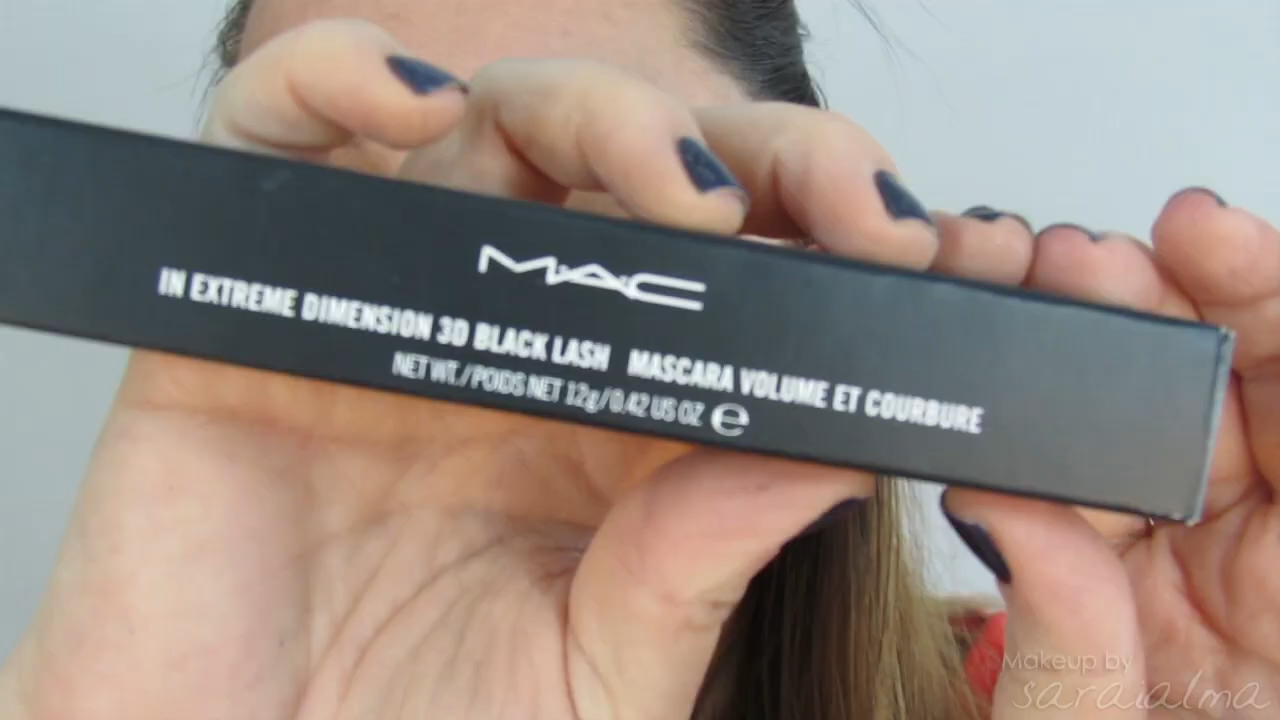 MAC
IN EXTREME DIMENSION 3D BLACK LASH MASCARA VOLUME ET COURBURE
NET WT./POIDS NET 12g/0.42 US OZ ℮
Makeup by
saraialma